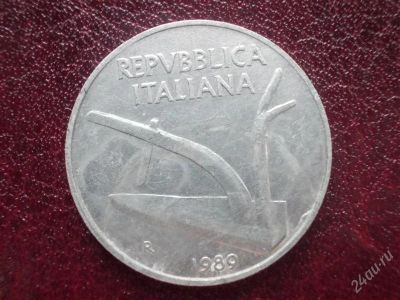 REPVBBLICA
ITALIANA
R
1989
24au.ru